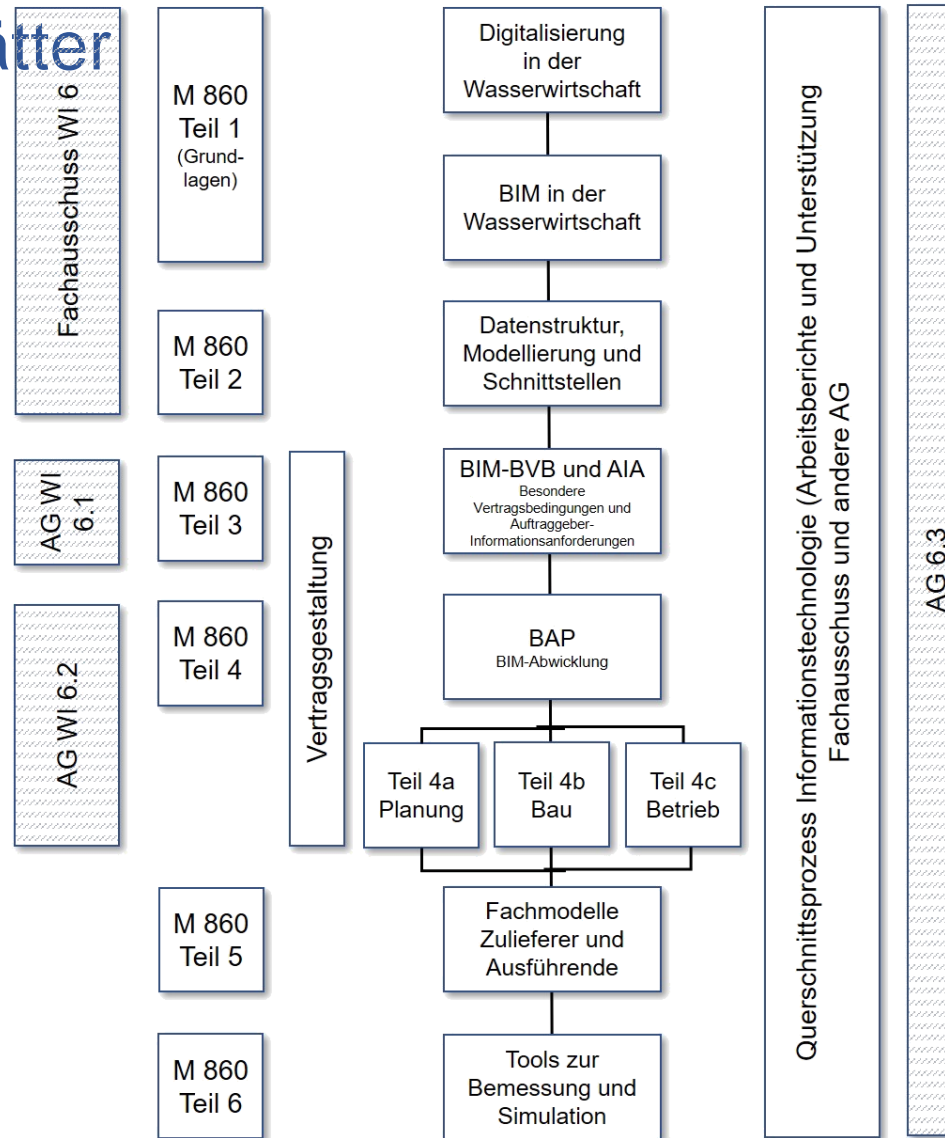 ätter
Fachausschuss WI 6
M 860
Teil 1
(Grund-
lagen)
Digitalisierung
in der
Wasserwirtschaft
BIM in der
Wasserwirtschaft
M 860
Teil 2
Datenstruktur,
Modellierung und
Schnittstellen
AG WI
6.1
M 860
Teil 3
BIM-BVB und AIA
Besondere
Vertragsbedingungen und
Auftraggeber-
Informationsanforderungen
AG WI 6.2
M 860
Teil 4
Vertragsgestaltung
BAP
BIM-Abwicklung
Teil 4a
Planung
Teil 4b
Bau
Teil 4c
Betrieb
M 860
Teil 5
Fachmodelle
Zulieferer und
Ausführende
M 860
Teil 6
Tools zur
Bemessung und
Simulation
Querschnittsprozess Informationstechnologie (Arbeitsberichte und Unterstützung
Fachausschuss und andere AG
AG 6.3